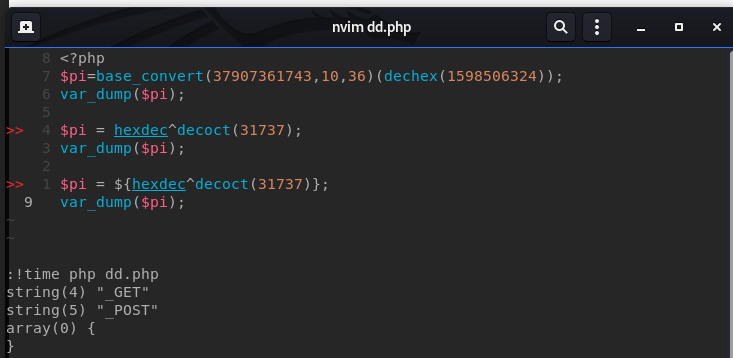 nvim dd.php
8 <?php
7 $pi=base_convert(37907361743,10,36)(dechex(1598506324));
6 var_dump($pi);
5
>> 4 $pi = hexdec^decoct(31737);
3 var_dump($pi);
2
>> 1 $pi = ${hexdec^decoct(31737)};
9 var_dump($pi);
~
~
:!time php dd.php
string(4) "_GET"
string(5) "_POST"
array(0) {
}